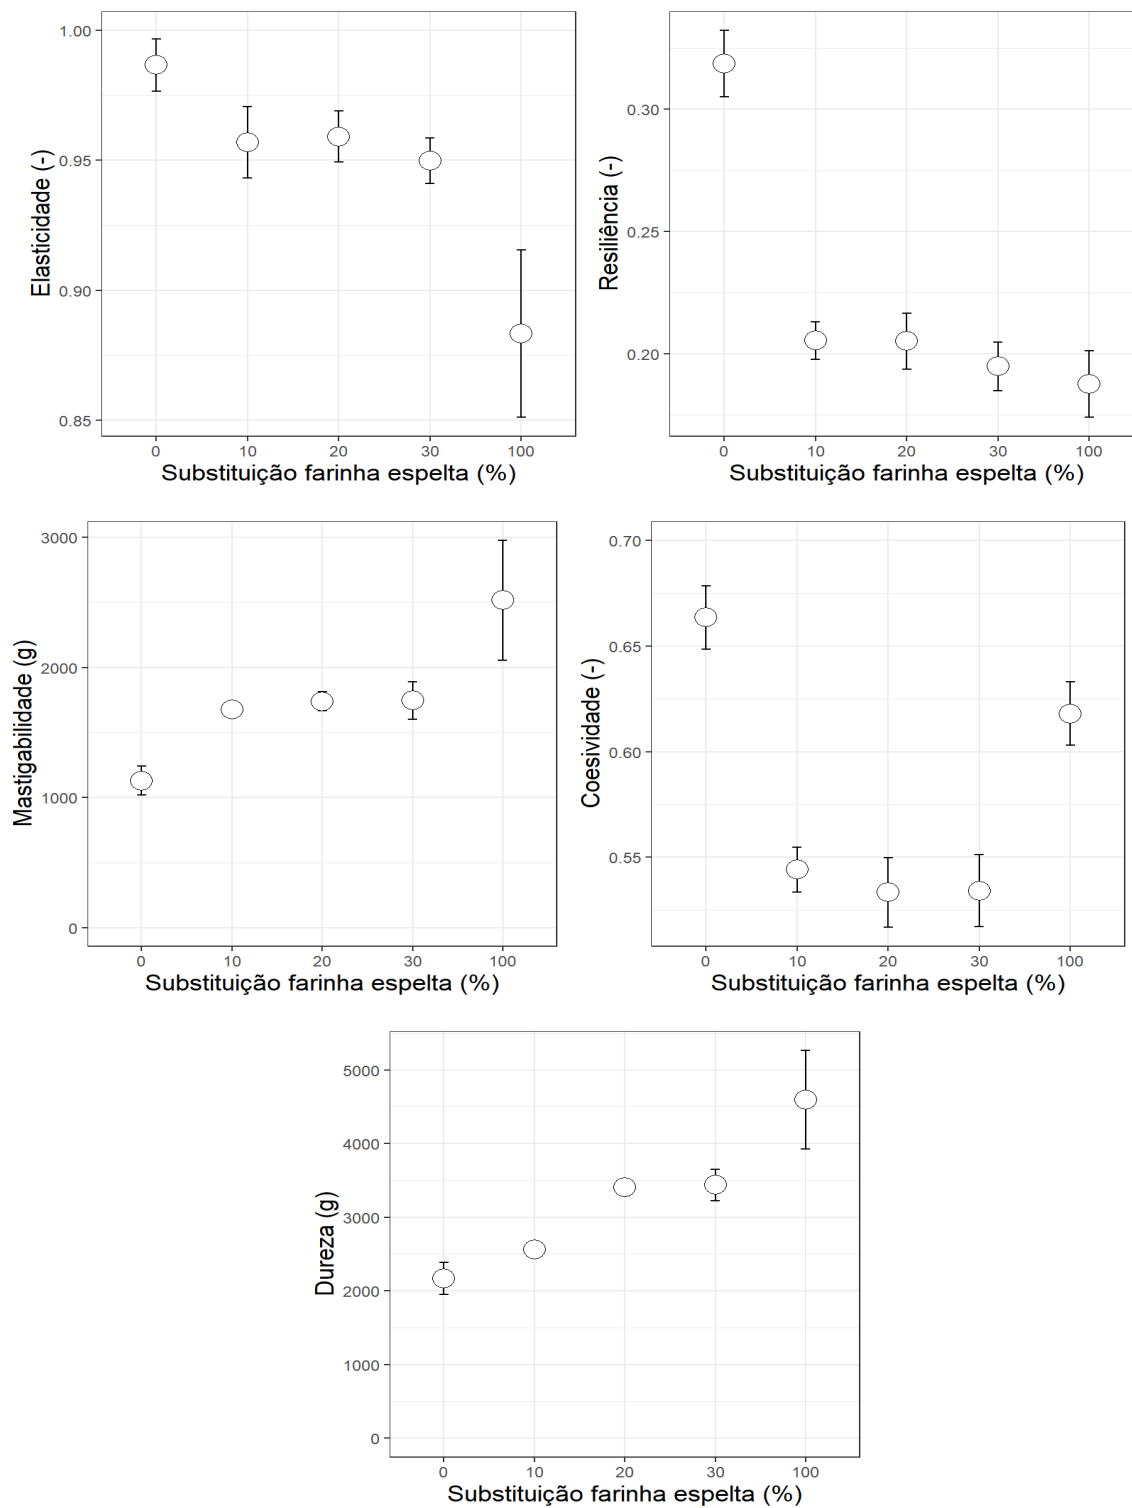 Elasticidade (-)
1.00
0.95
0.90
0.85
0 10 20 30 100
Substituição farinha espelta (%)
Resiliência (-)
0.30
0.25
0.20
0 10 20 30 100
Substituição farinha espelta (%)
Mastigabilidade (g)
3000
2000
1000
0
0 10 20 30 100
Substituição farinha espelta (%)
Coesividade (-)
0.70
0.65
0.60
0.55
0 10 20 30 100
Substituição farinha espelta (%)
Dureza (g)
5000
4000
3000
2000
1000
0
0 10 20 30 100
Substituição farinha espelta (%)